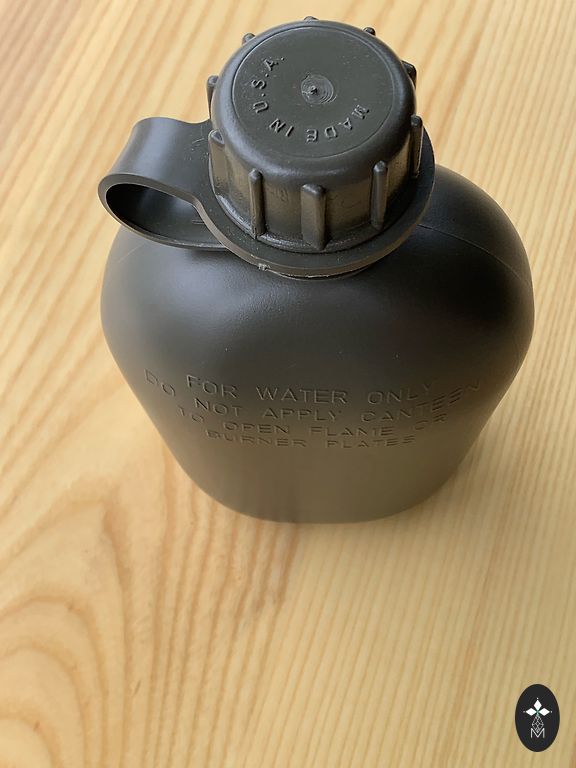 MADE IN U.S.A.
FOR WATER ONLY
DO NOT APPLY CANTEEN
TO OPEN FLAME OR
BURNER PLATES
M